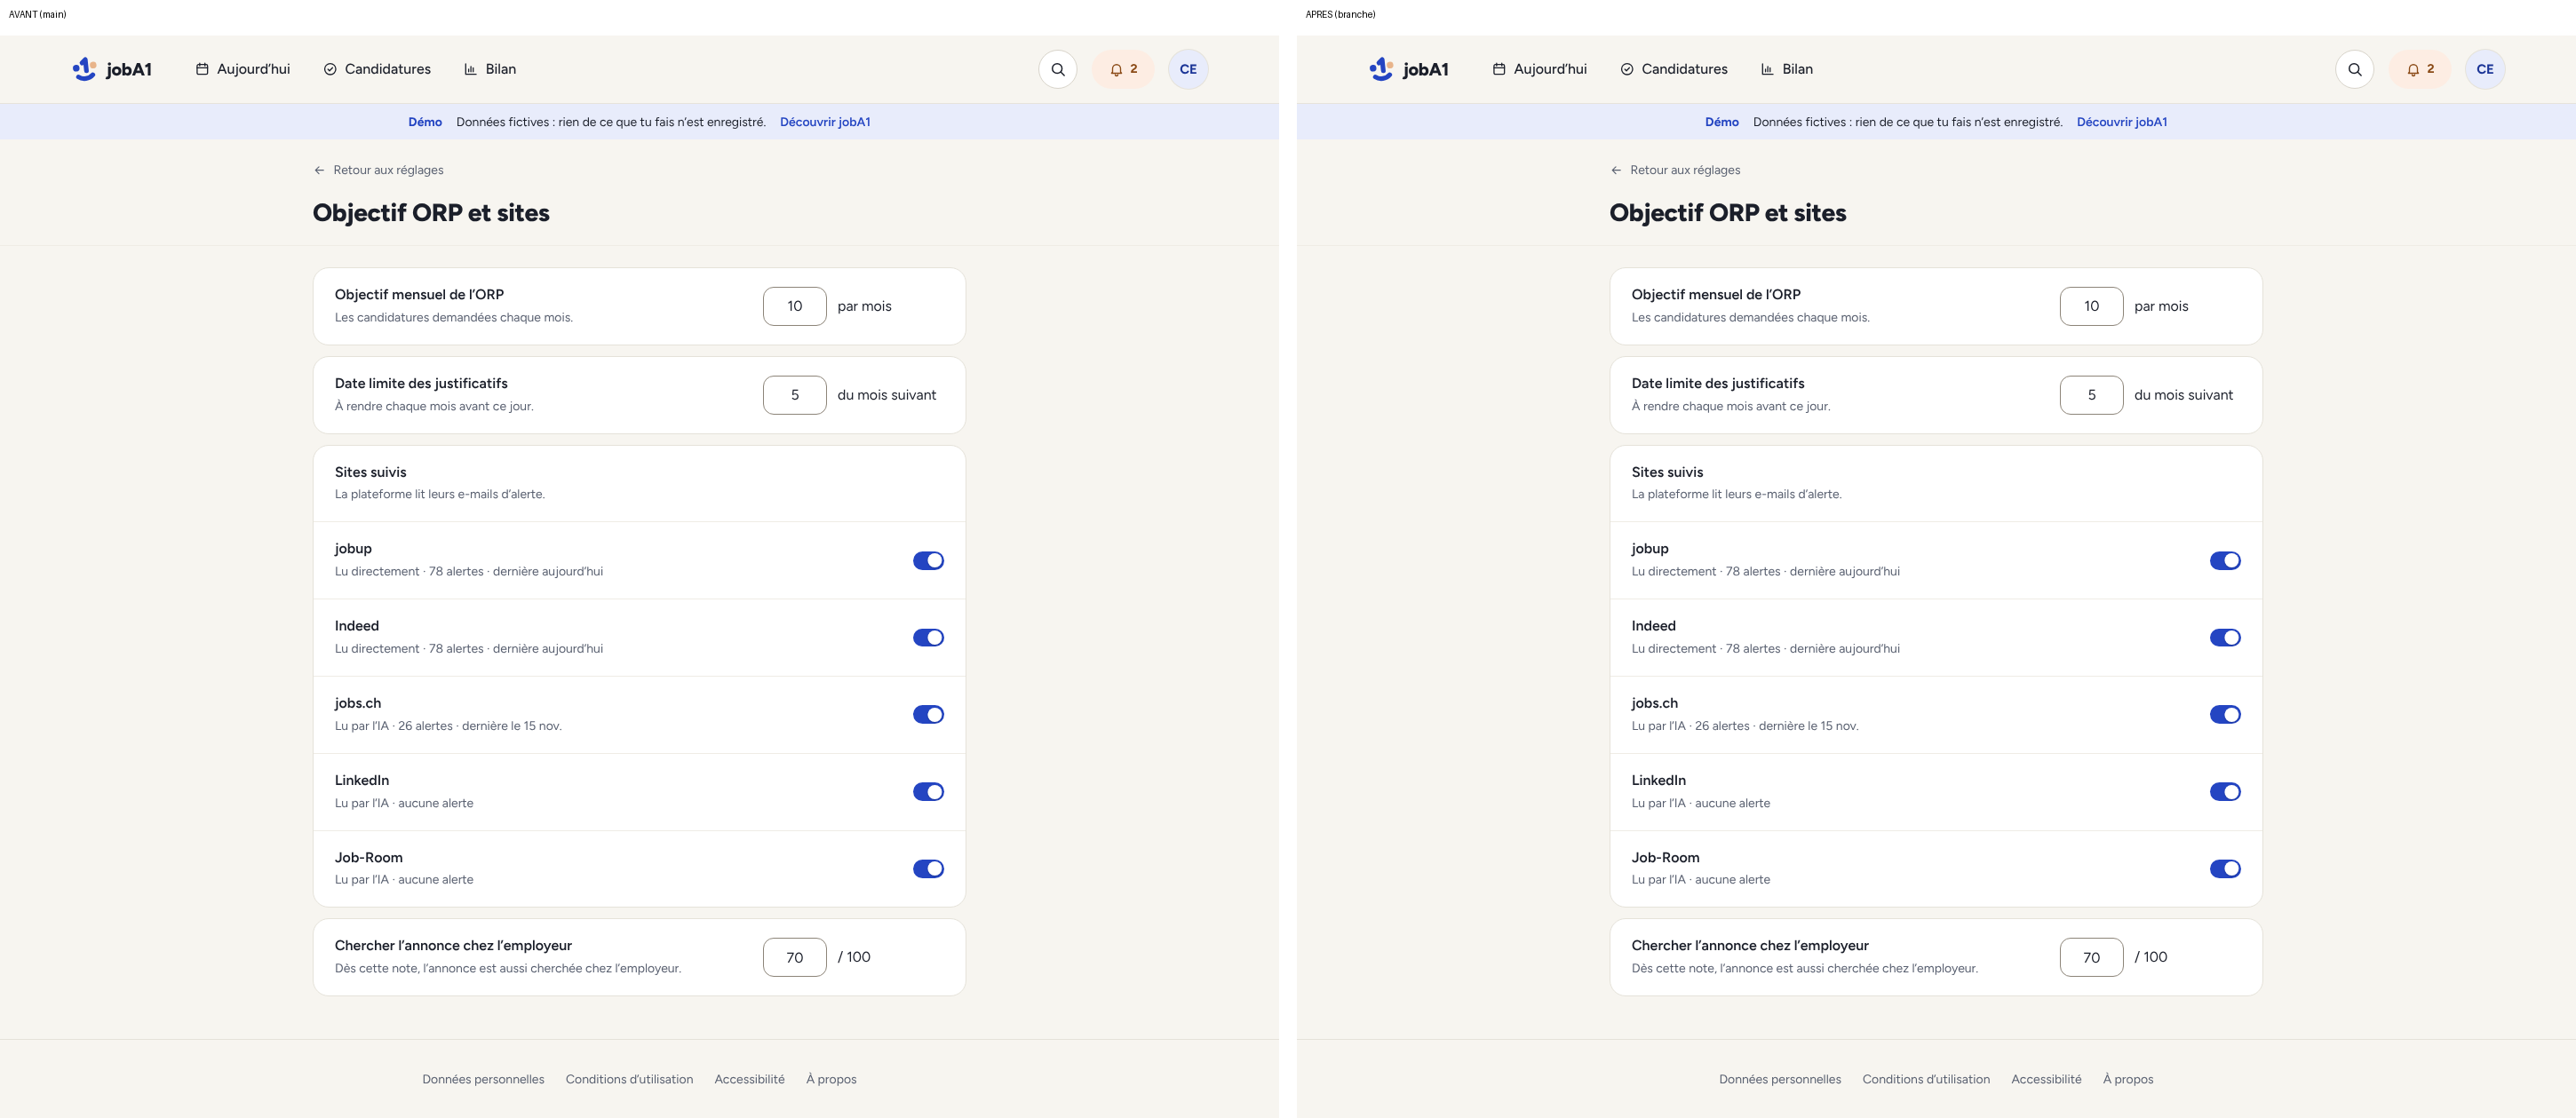 AVANT (main)
jobA1 Aujourd'hui Candidatures Bilan 2 CE
Démo Données fictives : rien de ce que tu fais n'est enregistré. Découvrir jobA1
← Retour aux réglages
Objectif ORP et sites
Objectif mensuel de l'ORP
Les candidatures demandées chaque mois.
10 par mois
Date limite des justificatifs
À rendre chaque mois avant ce jour.
5 du mois suivant
Sites suivis
La plateforme lit leurs e-mails d'alerte.
jobup
Lu directement · 78 alertes · dernière aujourd'hui
Indeed
Lu directement · 78 alertes · dernière aujourd'hui
jobs.ch
Lu par l'IA · 26 alertes · dernière le 15 nov.
LinkedIn
Lu par l'IA · aucune alerte
Job-Room
Lu par l'IA · aucune alerte
Chercher l'annonce chez l'employeur
Dès cette note, l'annonce est aussi cherchée chez l'employeur.
70 / 100
Données personnelles Conditions d'utilisation Accessibilité À propos
APRES (branche)
jobA1 Aujourd'hui Candidatures Bilan 2 CE
Démo Données fictives : rien de ce que tu fais n'est enregistré. Découvrir jobA1
← Retour aux réglages
Objectif ORP et sites
Objectif mensuel de l'ORP
Les candidatures demandées chaque mois.
10 par mois
Date limite des justificatifs
À rendre chaque mois avant ce jour.
5 du mois suivant
Sites suivis
La plateforme lit leurs e-mails d'alerte.
jobup
Lu directement · 78 alertes · dernière aujourd'hui
Indeed
Lu directement · 78 alertes · dernière aujourd'hui
jobs.ch
Lu par l'IA · 26 alertes · dernière le 15 nov.
LinkedIn
Lu par l'IA · aucune alerte
Job-Room
Lu par l'IA · aucune alerte
Chercher l'annonce chez l'employeur
Dès cette note, l'annonce est aussi cherchée chez l'employeur.
70 / 100
Données personnelles Conditions d'utilisation Accessibilité À propos